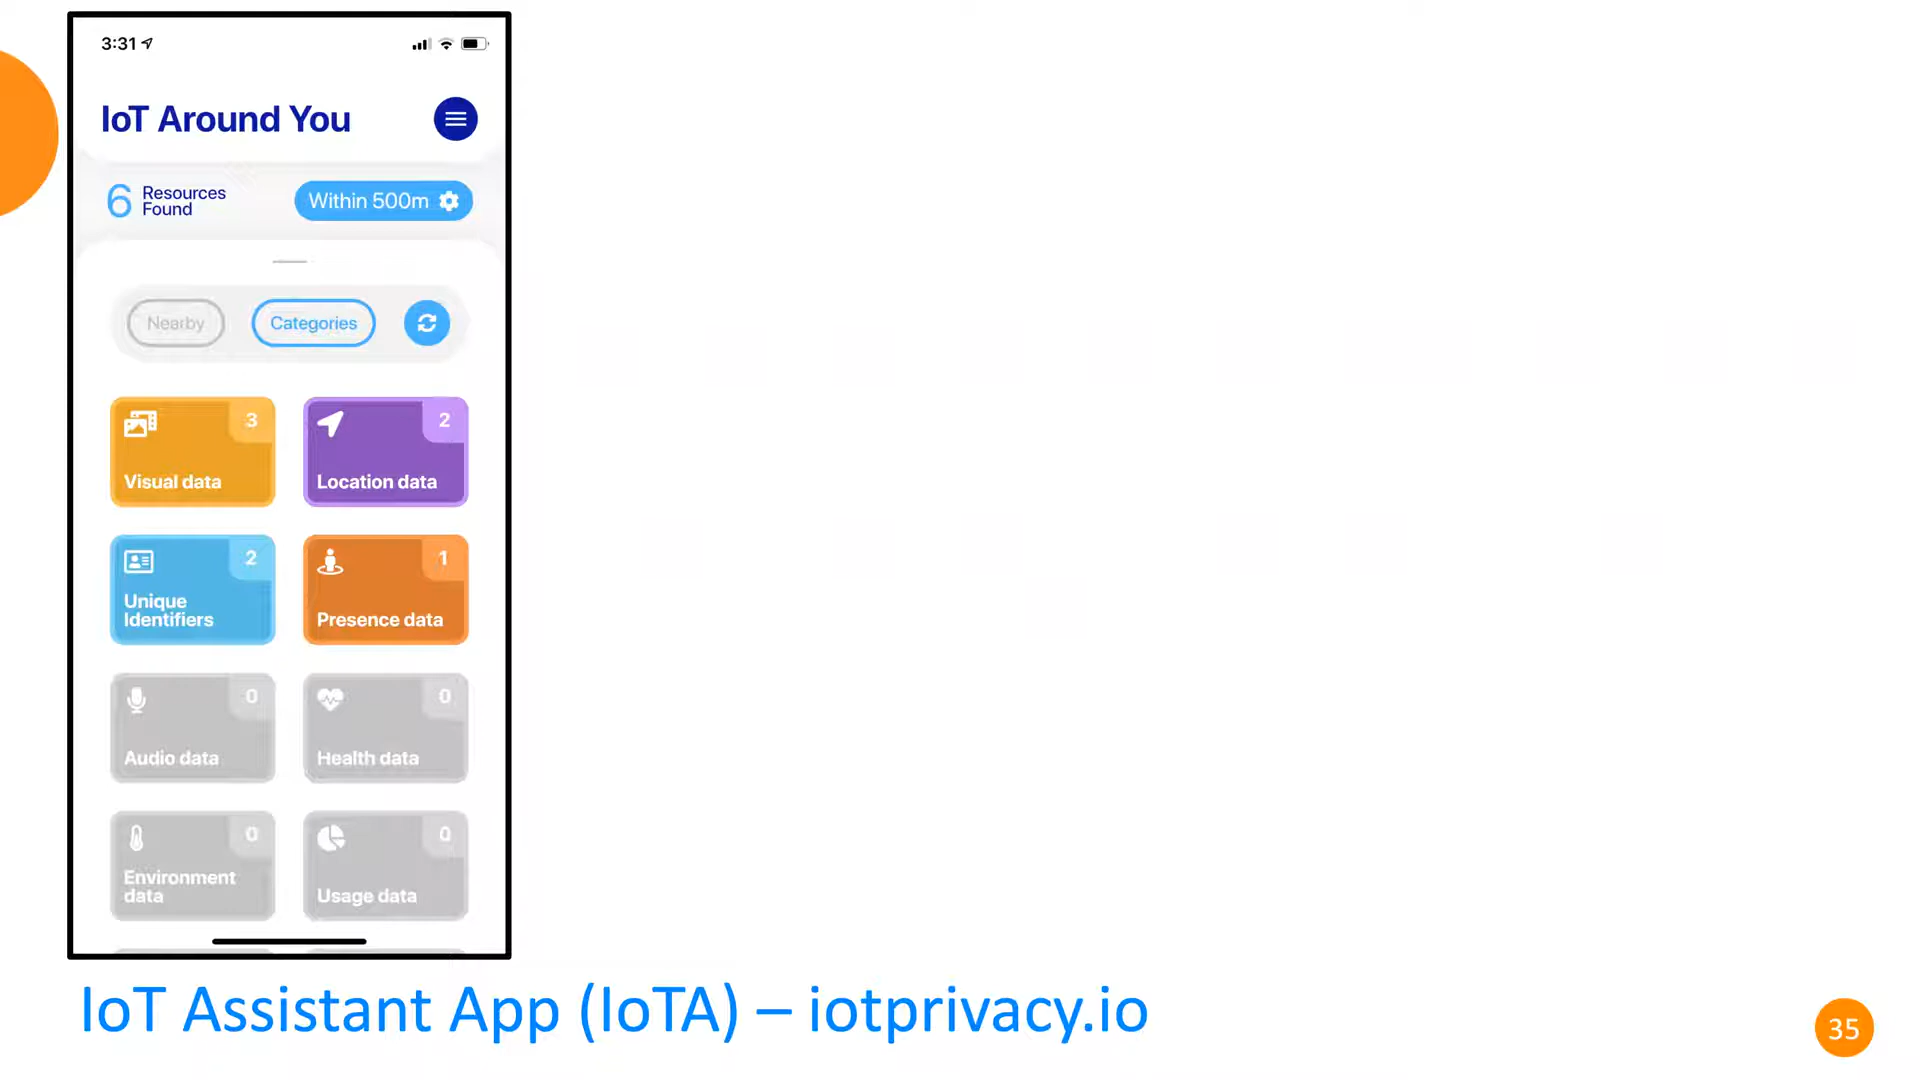 3:31
IoT Around You
6 Resources
Found
Within 500m
Nearby
Categories
3
Visual data
2
Location data
2
Unique
Identifiers
1
Presence data
0
Audio data
0
Health data
0
Environment
data
0
Usage data
IoT Assistant App (IoTA) – iotprivacy.io
35